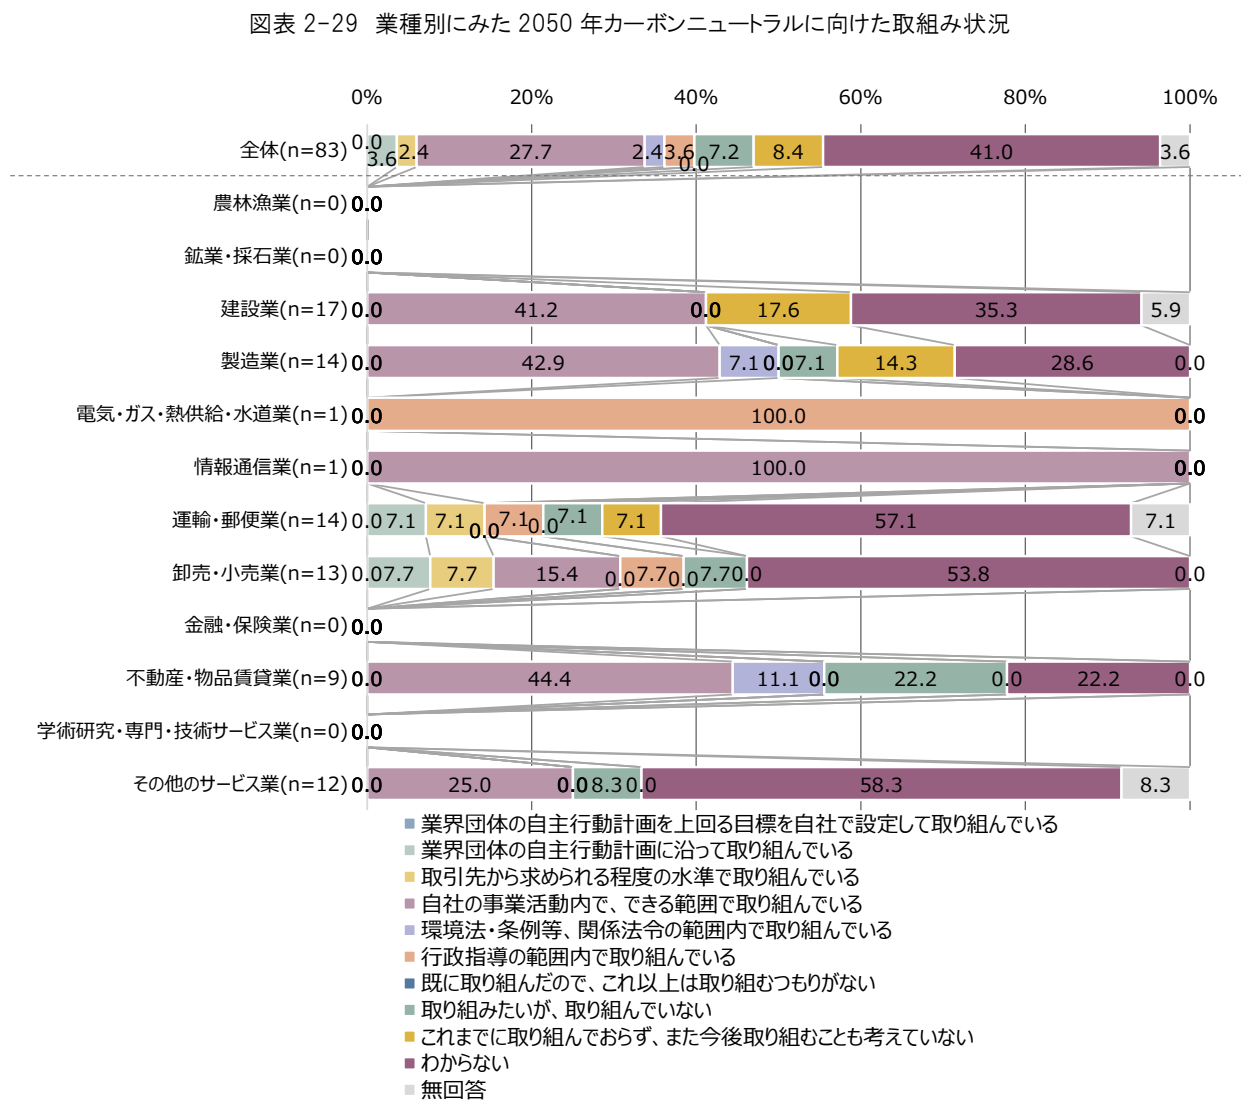 図表 2-29 業種別にみた 2050 年カーボンニュートラルに向けた取組み状況
0% 20% 40% 60% 80% 100%
全体(n=83) 0.0 3.6 2.4 27.7 2.4 3.6 0.0 7.2 8.4 41.0 3.6
農林漁業(n=0) 0.0
鉱業・採石業(n=0) 0.0
建設業(n=17) 0.0 41.2 0.0 17.6 35.3 5.9
製造業(n=14) 0.0 42.9 7.1 0.0 7.1 14.3 28.6 0.0
電気・ガス・熱供給・水道業(n=1) 0.0 100.0 0.0
情報通信業(n=1) 0.0 100.0 0.0
運輸・郵便業(n=14) 0.0 7.1 7.1 0.0 7.1 0.0 7.1 7.1 57.1 7.1
卸売・小売業(n=13) 0.0 7.7 7.7 15.4 0.0 7.7 0.0 7.7 0.0 53.8 0.0
金融・保険業(n=0) 0.0
不動産・物品賃貸業(n=9) 0.0 44.4 11.1 0.0 22.2 0.0 22.2 0.0
学術研究・専門・技術サービス業(n=0) 0.0
その他のサービス業(n=12) 0.0 25.0 0.0 8.3 0.0 58.3 8.3
業界団体の自主行動計画を上回る目標を自社で設定して取り組んでいる
業界団体の自主行動計画に沿って取り組んでいる
取引先から求められる程度の水準で取り組んでいる
自社の事業活動内で、できる範囲で取り組んでいる
環境法・条例等、関係法令の範囲内で取り組んでいる
行政指導の範囲内で取り組んでいる
既に取り組んだので、これ以上は取り組むつもりがない
取り組みたいが、取り組んでいない
これまでに取り組んでおらず、また今後取り組むことも考えていない
わからない
無回答